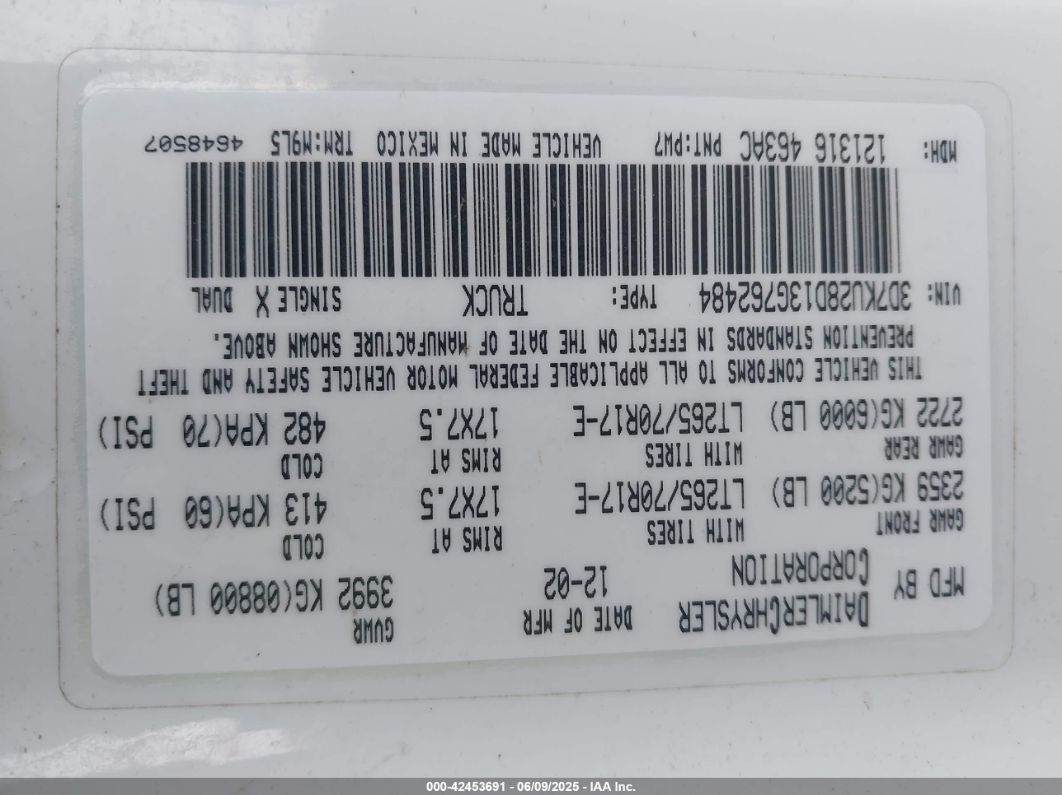 MFD BY DAIMLERCHRYSLER CORPORATION DATE OF MFR 12-02 GVWR 3992 KG(08800 LB)
GAWR FRONT WITH TIRES RIMS AT COLD
2359 KG(5200 LB) LT265/70R17-E 17X7.5 413 KPA(60 PSI)
GAWR REAR WITH TIRES RIMS AT COLD
2722 KG(6000 LB) LT265/70R17-E 17X7.5 482 KPA(70 PSI)
THIS VEHICLE CONFORMS TO ALL APPLICABLE FEDERAL MOTOR VEHICLE SAFETY AND THEFT
PREVENTION STANDARDS IN EFFECT ON THE DATE OF MANUFACTURE SHOWN ABOVE.
VIN: 3D7KU28D13G762484 TYPE: TRUCK SINGLE X DUAL
MDH: 121316 463AC PNT:PW7 VEHICLE MADE IN MEXICO TRM:M9L5 4648507
000-42453691 - 06/09/2025 - IAA Inc.